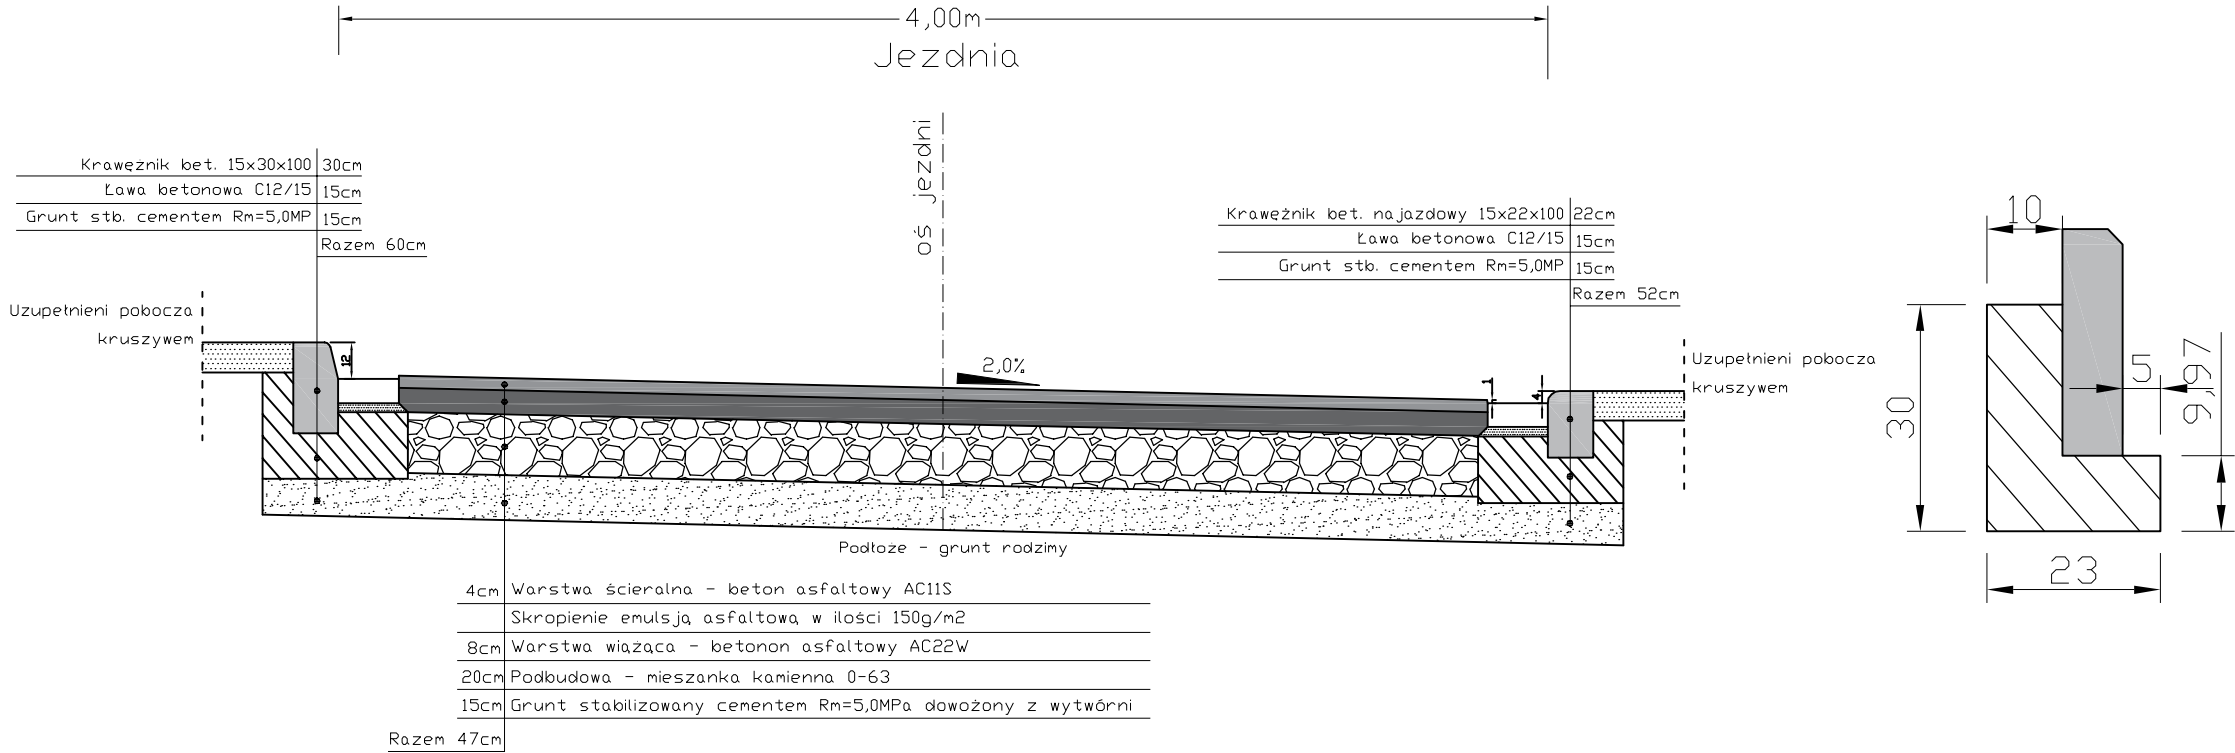 4,00m
Jezdnia
oś jezdni
Krawężnik bet. 15x30x100 30cm
Ława betonowa C12/15 15cm
Grunt stb. cementem Rm=5,0MP 15cm
Razem 60cm
Krawężnik bet. najazdowy 15x22x100 22cm
Ława betonowa C12/15 15cm
Grunt stb. cementem Rm=5,0MP 15cm
Razem 52cm
Uzupełnieni pobocza
kruszywem
12
2,0%
1
4
Uzupełnieni pobocza
kruszywem
10
5
9,97
30
23
Podłoże - grunt rodzimy
4cm Warstwa ścieralna - beton asfaltowy AC11S
Skropienie emulsją asfaltową w ilości 150g/m2
8cm Warstwa wiążąca - betonon asfaltowy AC22W
20cm Podbudowa - mieszanka kamienna 0-63
15cm Grunt stabilizowany cementem Rm=5,0MPa dowożony z wytwórni
Razem 47cm